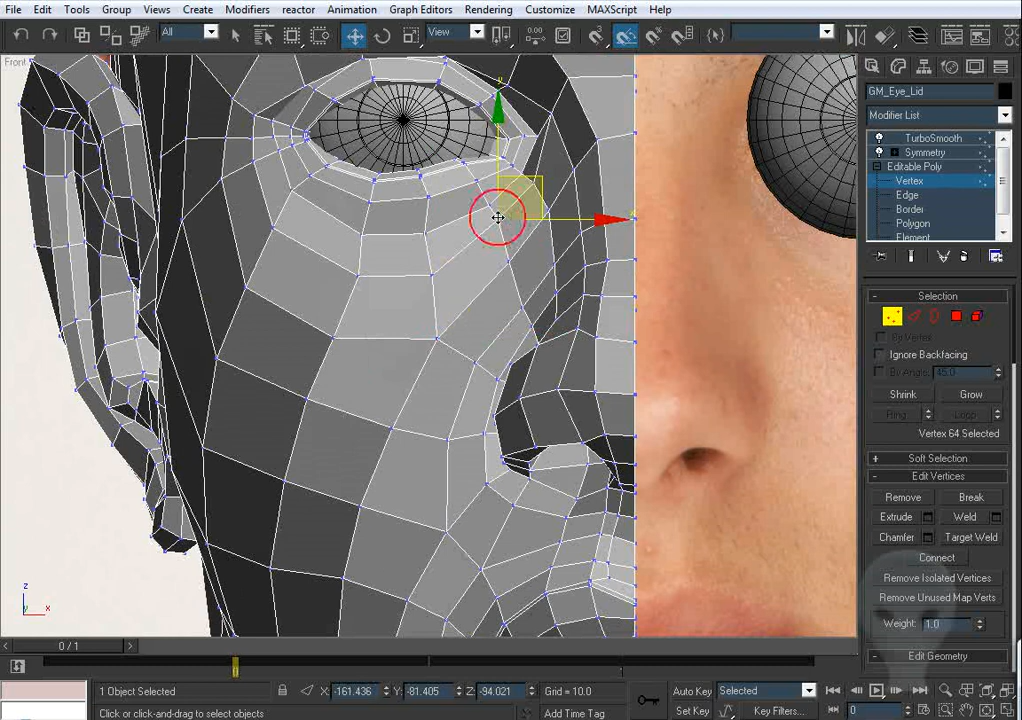 File Edit Tools Group Views Create Modifiers reactor Animation Graph Editors Rendering Customize MAXScript Help
All View 0.00
Front
GM_Eye_Lid
Modifier List
TurboSmooth
Symmetry
Editable Poly
Vertex
Edge
Border
Polygon
Element
y
Selection
By Vertex
Ignore Backfacing
By Angle: 45.0
Shrink Grow
Ring Loop
Vertex 64 Selected
Soft Selection
Edit Vertices
Remove Break
Extrude Weld
Chamfer Target Weld
Connect
Remove Isolated Vertices
Remove Unused Map Verts
Weight: 1.0
Edit Geometry
z
y x
0 / 1
1 Object Selected X: -161.436 Y: -81.405 Z: -94.021 Grid = 10.0 Auto Key Selected
Click or click-and-drag to select objects Add Time Tag Set Key Key Filters... 0